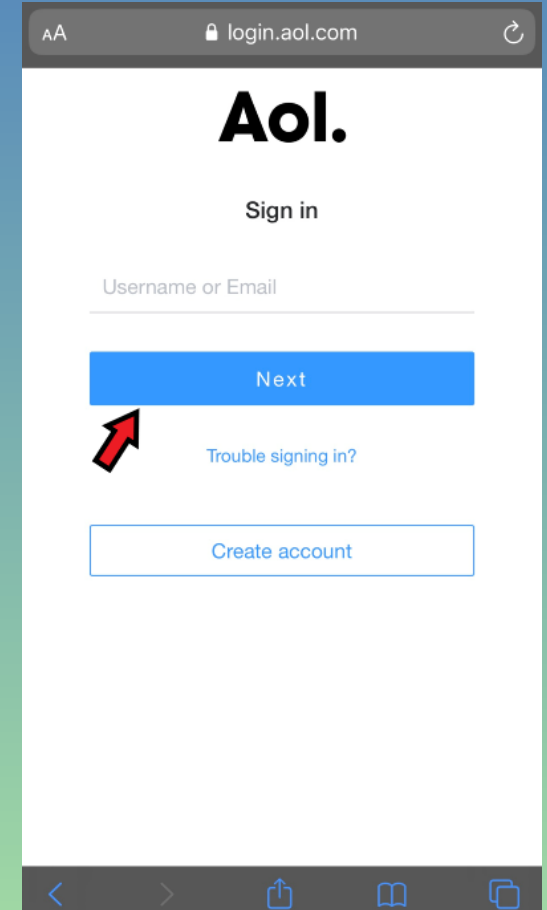 AA login.aol.com
Aol.
Sign in
Username or Email
Next
Trouble signing in?
Create account